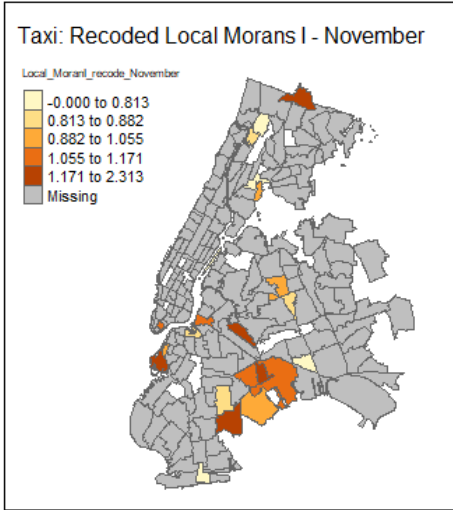 Taxi: Recoded Local Morans I - November
Local_MoranI_recode_November
-0.000 to 0.813
0.813 to 0.882
0.882 to 1.055
1.055 to 1.171
1.171 to 2.313
Missing